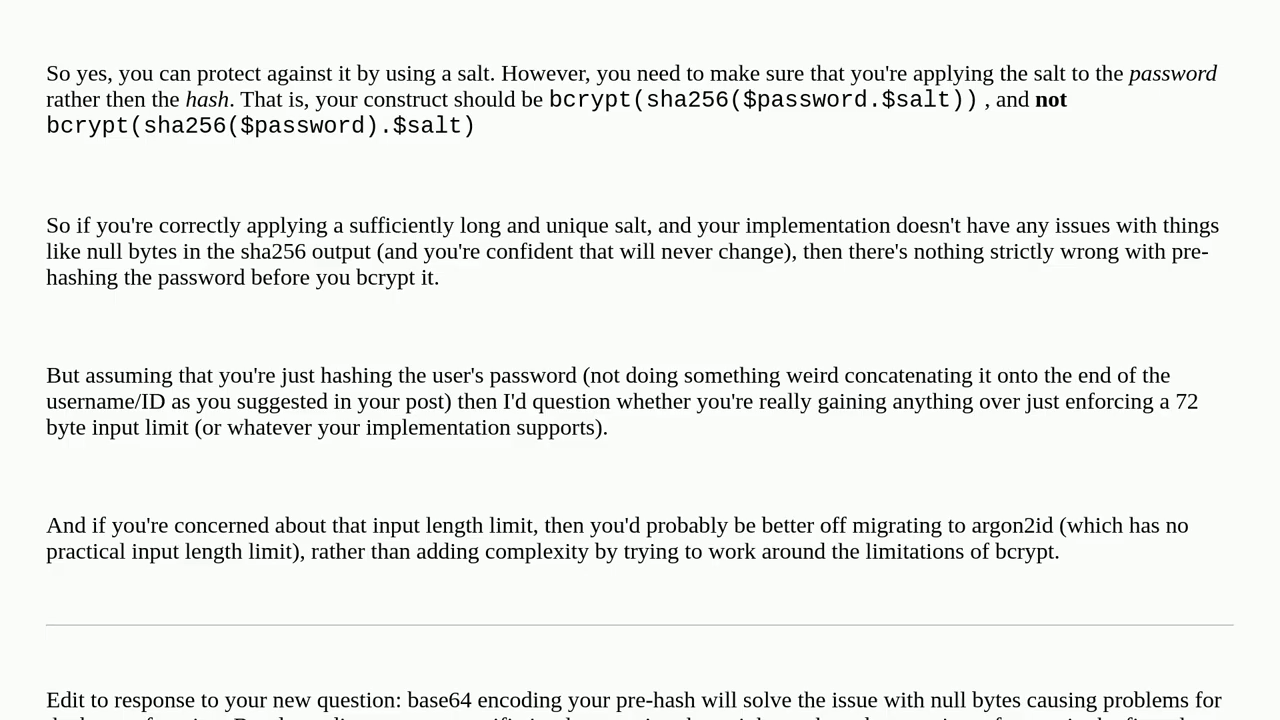 So yes, you can protect against it by using a salt. However, you need to make sure that you're applying the salt to the password
rather then the hash. That is, your construct should be bcrypt(sha256($password.$salt)) , and not
bcrypt(sha256($password).$salt)
So if you're correctly applying a sufficiently long and unique salt, and your implementation doesn't have any issues with things
like null bytes in the sha256 output (and you're confident that will never change), then there's nothing strictly wrong with pre-
hashing the password before you bcrypt it.
But assuming that you're just hashing the user's password (not doing something weird concatenating it onto the end of the
username/ID as you suggested in your post) then I'd question whether you're really gaining anything over just enforcing a 72
byte input limit (or whatever your implementation supports).
And if you're concerned about that input length limit, then you'd probably be better off migrating to argon2id (which has no
practical input length limit), rather than adding complexity by trying to work around the limitations of bcrypt.
Edit to response to your new question: base64 encoding your pre-hash will solve the issue with null bytes causing problems for